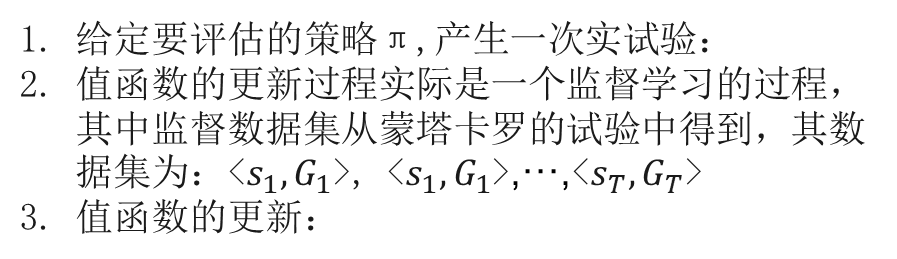 1. 给定要评估的策略π,产生一次实试验：
2. 值函数的更新过程实际是一个监督学习的过程，
其中监督数据集从蒙塔卡罗的试验中得到，其数
据集为：<s₁,G₁>, <s₁,G₁>,⋯,<s_T,G_T>
3. 值函数的更新：